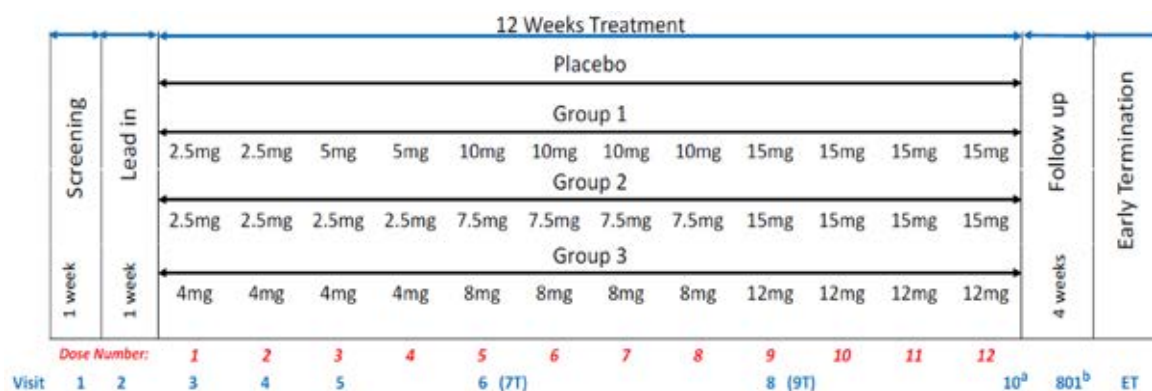 12 Weeks Treatment
Placebo
Group 1
2.5mg 2.5mg 5mg 5mg 10mg 10mg 10mg 10mg 15mg 15mg 15mg 15mg
Group 2
2.5mg 2.5mg 2.5mg 2.5mg 7.5mg 7.5mg 7.5mg 7.5mg 15mg 15mg 15mg 15mg
Group 3
4mg 4mg 4mg 4mg 8mg 8mg 8mg 8mg 12mg 12mg 12mg 12mg
Screening
1 week
Lead in
1 week
Follow up
4 weeks
Early Termination
Dose Number: 1 2 3 4 5 6 7 8 9 10 11 12
Visit 1 2 3 4 5 6 (7T) 8 (9T) 10ᵃ 801ᵇ ET